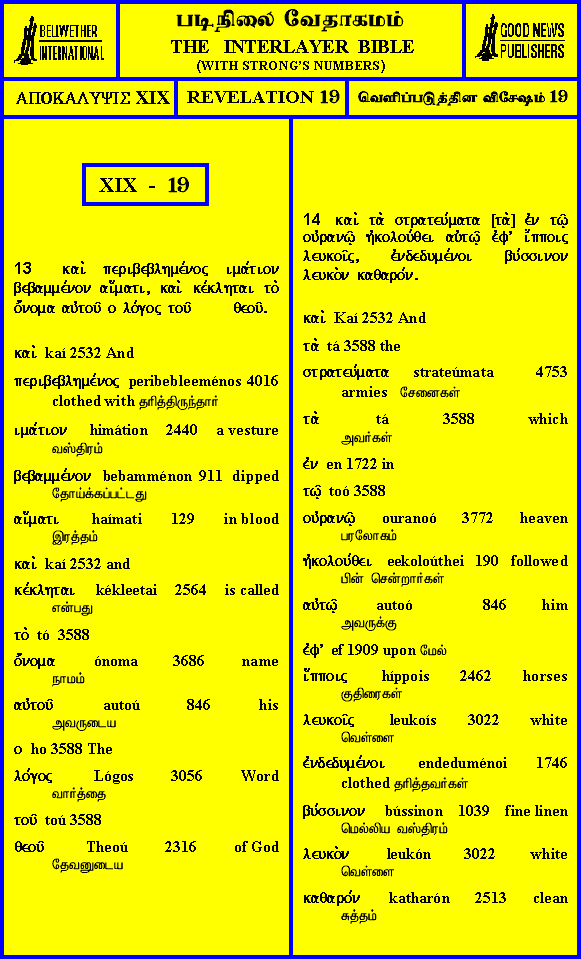 BELLWETHER
INTERNATIONAL
படிநிலை வேதாகமம்
THE INTERLAYER BIBLE
(WITH STRONG'S NUMBERS)
GOOD NEWS
PUBLISHERS
ΑΠΟΚΑΛΥΨΙΣ XIX
REVELATION 19
வெளிப்படுத்தின விசேஷம் 19
XIX - 19
13 καὶ περιβεβλημένος ιμάτιον
βεβαμμένον αἵματι, καὶ κέκληται τὸ
ὄνομα αὐτοῦ ο λόγος τοῦ θεοῦ.
καὶ kaí 2532 And
περιβεβλημένος peribebleeménos 4016
clothed with தரித்திருந்தார்
ιμάτιον himátion 2440 a vesture
வஸ்திரம்
βεβαμμένον bebamménon 911 dipped
தோய்க்கப்பட்டது
αἵματι haímati 129 in blood
இரத்தம்
καὶ kaí 2532 and
κέκληται kékleetai 2564 is called
என்பது
τὸ tó 3588
ὄνομα ónoma 3686 name
நாமம்
αὐτοῦ autoú 846 his
அவருடைய
ο ho 3588 The
λόγος Lógos 3056 Word
வார்த்தை
τοῦ toú 3588
θεοῦ Theoú 2316 of God
தேவனுடைய
14 καὶ τὰ στρατεύματα [τὰ] ἐν τῷ
οὐρανῷ ἠκολούθει αὐτῷ ἐφ' ἵπποις
λευκοῖς, ἐνδεδυμένοι βύσσινον
λευκὸν καθαρόν.
καὶ Kaí 2532 And
τὰ tá 3588 the
στρατεύματα strateúmata 4753
armies சேனைகள்
τὰ tá 3588 which
அவர்கள்
ἐν en 1722 in
τῷ toó 3588
οὐρανῷ ouranoó 3772 heaven
பரலோகம்
ἠκολούθει eekoloúthei 190 followed
பின் சென்றார்கள்
αὐτῷ autoó 846 him
அவருக்கு
ἐφ' ef 1909 upon மேல்
ἵπποις híppois 2462 horses
குதிரைகள்
λευκοῖς leukoís 3022 white
வெள்ளை
ἐνδεδυμένοι endeduménoi 1746
clothed தரித்தவர்கள்
βύσσινον bússinon 1039 fine linen
மெல்லிய வஸ்திரம்
λευκὸν leukón 3022 white
வெள்ளை
καθαρόν katharón 2513 clean
சுத்தம்